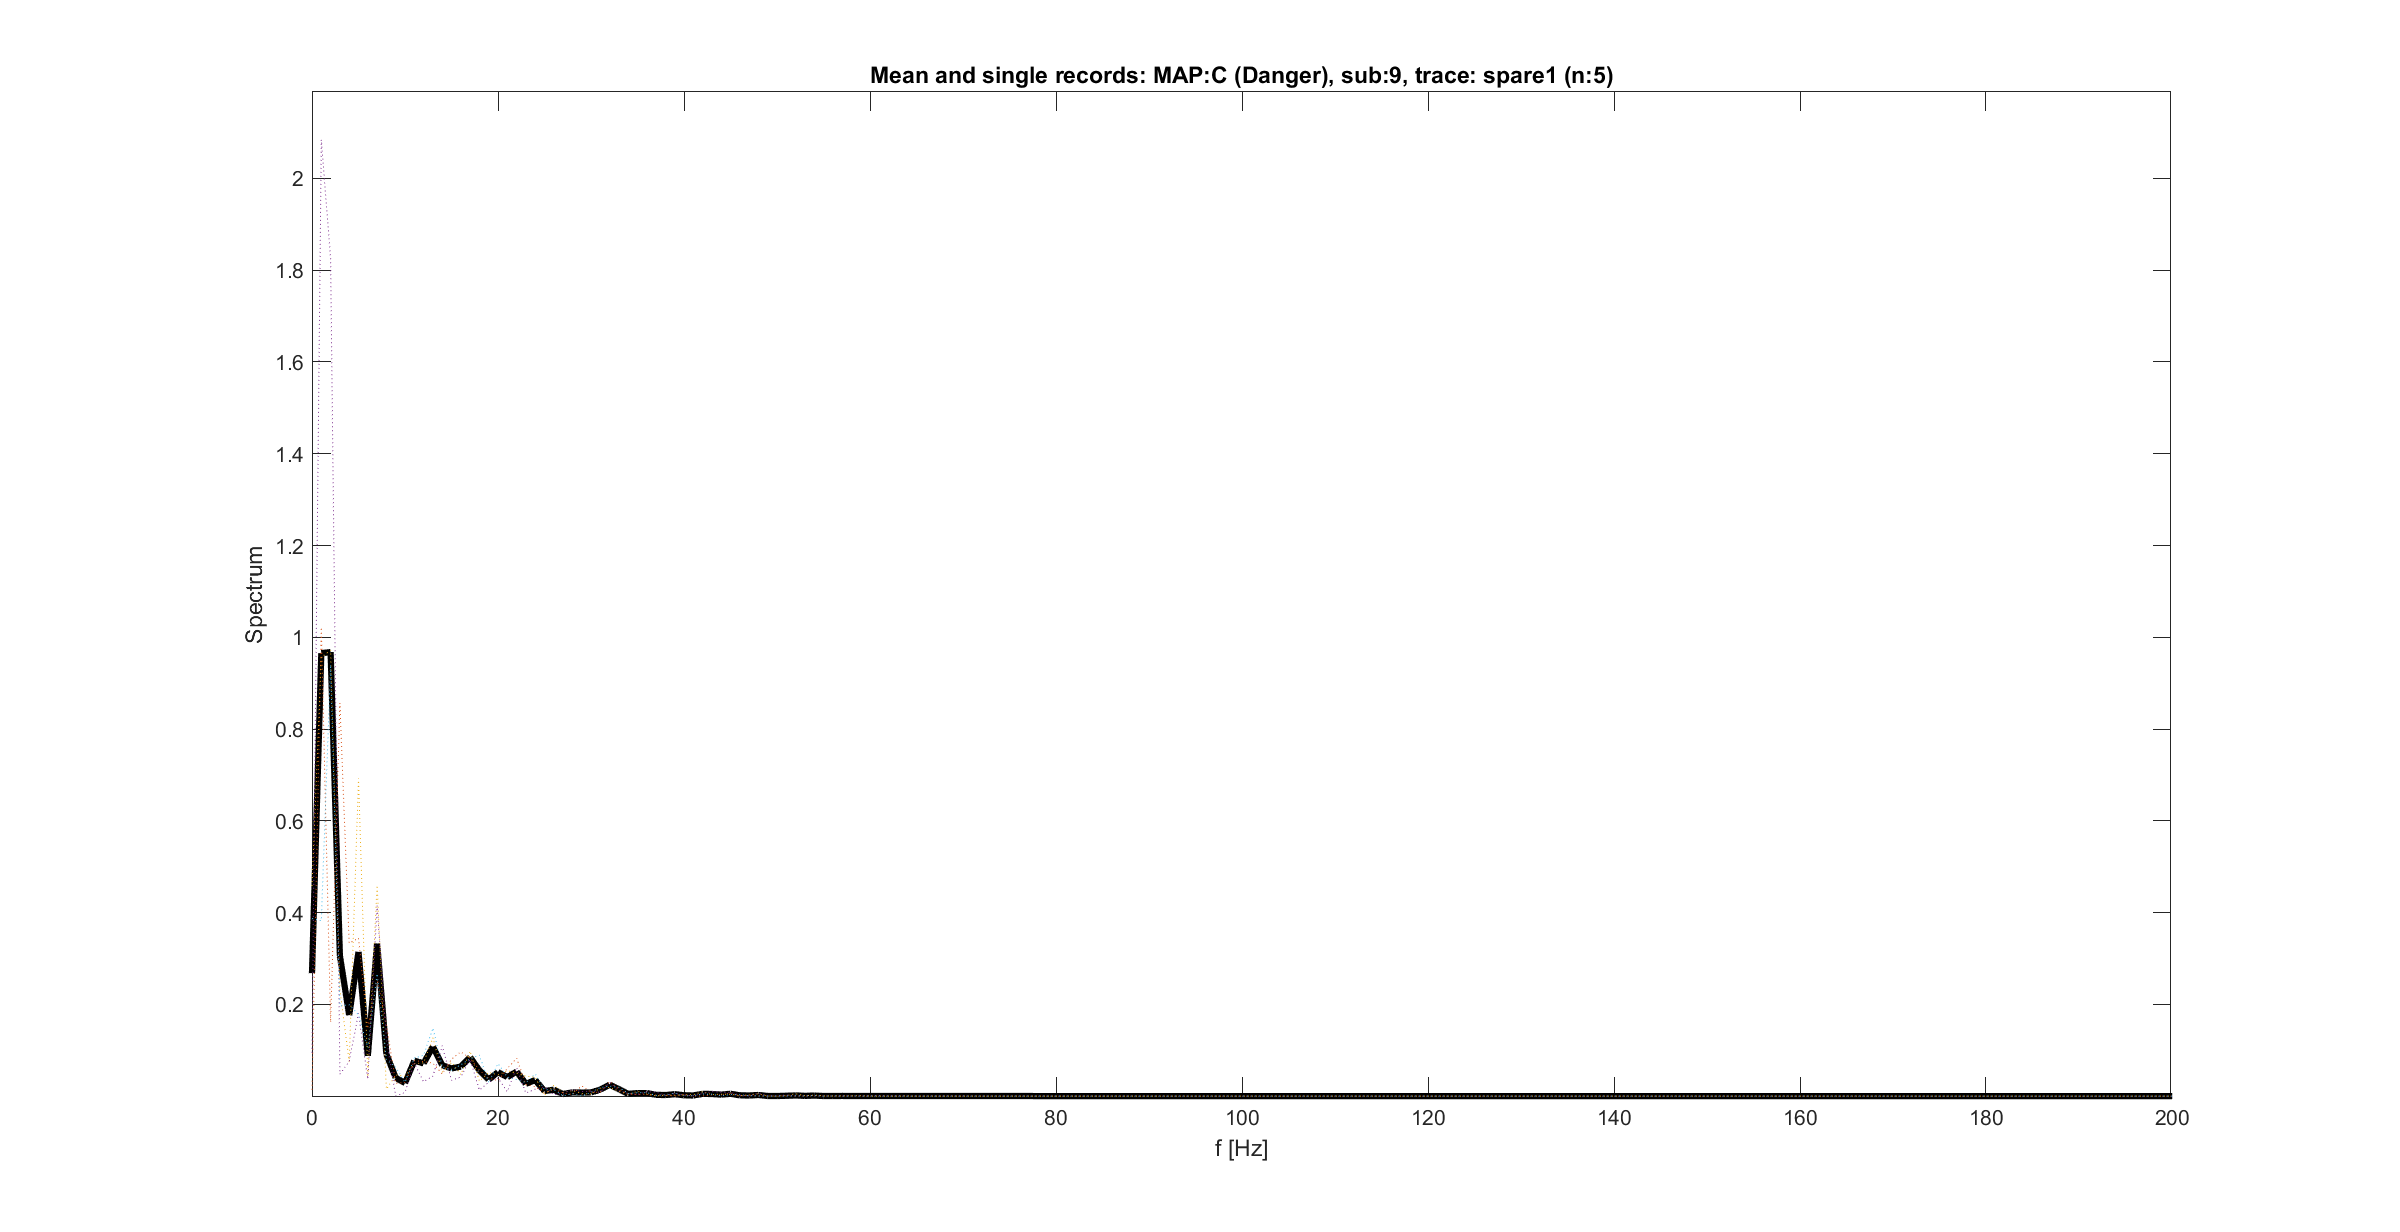 Mean and single records: MAP:C (Danger), sub:9, trace: spare1 (n:5)
2
1.8
1.6
1.4
1.2
1
0.8
0.6
0.4
0.2
Spectrum
0 20 40 60 80 100 120 140 160 180 200
f [Hz]